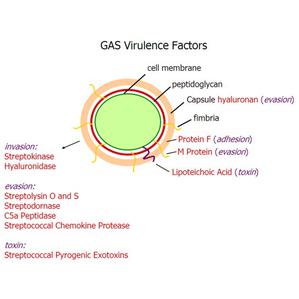 GAS Virulence Factors
cell membrane
peptidoglycan
Capsule hyaluronan (evasion)
fimbria
Protein F (adhesion)
M Protein (evasion)
Lipoteichoic Acid (toxin)
invasion:
Streptokinase
Hyaluronidase
evasion:
Streptolysin O and S
Streptodornase
C5a Peptidase
Streptococcal Chemokine Protease
toxin:
Streptococcal Pyrogenic Exotoxins